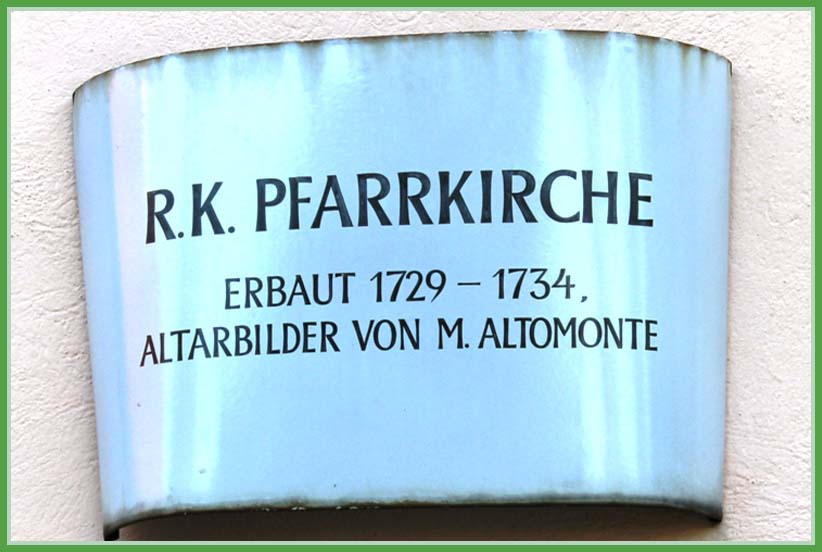 R.K. PFARRKIRCHE
ERBAUT 1729 – 1734,
ALTARBILDER VON M. ALTOMONTE